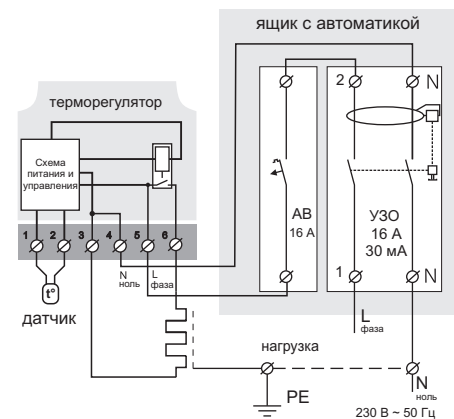 ящик с автоматикой
терморегулятор
Схема
питания и
управления
2
N
АВ
16 А
УЗО
16 А
30 мА
1 2 3 4 5 6
N
ноль
L
фаза
1
N
t°
датчик
L
фаза
нагрузка
PE
N
ноль
230 В ~ 50 Гц